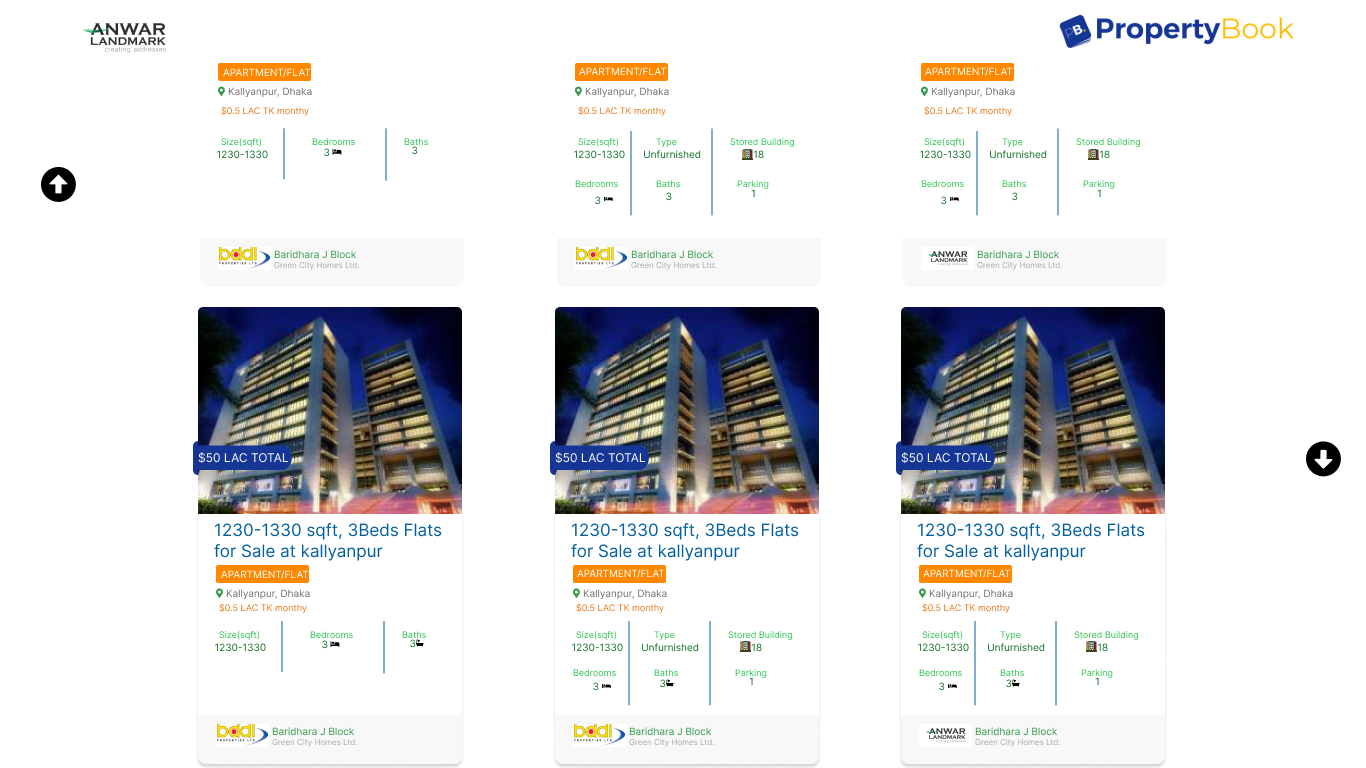 ANWAR
LANDMARK
creating addresses
PB. PropertyBook
APARTMENT/FLAT
Kallyanpur, Dhaka
$0.5 LAC TK monthy
Size(sqft) Bedrooms Baths
1230-1330 3 3
Baridhara J Block
Green City Homes Ltd.
APARTMENT/FLAT
Kallyanpur, Dhaka
$0.5 LAC TK monthy
Size(sqft) Type Stored Building
1230-1330 Unfurnished 18
Bedrooms Baths Parking
3 3 1
bddl
PROPERTIES LTD
Baridhara J Block
Green City Homes Ltd.
APARTMENT/FLAT
Kallyanpur, Dhaka
$0.5 LAC TK monthy
Size(sqft) Type Stored Building
1230-1330 Unfurnished 18
Bedrooms Baths Parking
3 3 1
ANWAR
LANDMARK
Baridhara J Block
Green City Homes Ltd.
$50 LAC TOTAL
1230-1330 sqft, 3Beds Flats
for Sale at kallyanpur
APARTMENT/FLAT
Kallyanpur, Dhaka
$0.5 LAC TK monthy
Size(sqft) Bedrooms Baths
1230-1330 3 3
bddl
PROPERTIES LTD
Baridhara J Block
Green City Homes Ltd.
$50 LAC TOTAL
1230-1330 sqft, 3Beds Flats
for Sale at kallyanpur
APARTMENT/FLAT
Kallyanpur, Dhaka
$0.5 LAC TK monthy
Size(sqft) Type Stored Building
1230-1330 Unfurnished 18
Bedrooms Baths Parking
3 3 1
bddl
PROPERTIES LTD
Baridhara J Block
Green City Homes Ltd.
$50 LAC TOTAL
1230-1330 sqft, 3Beds Flats
for Sale at kallyanpur
APARTMENT/FLAT
Kallyanpur, Dhaka
$0.5 LAC TK monthy
Size(sqft) Type Stored Building
1230-1330 Unfurnished 18
Bedrooms Baths Parking
3 3 1
ANWAR
LANDMARK
Baridhara J Block
Green City Homes Ltd.